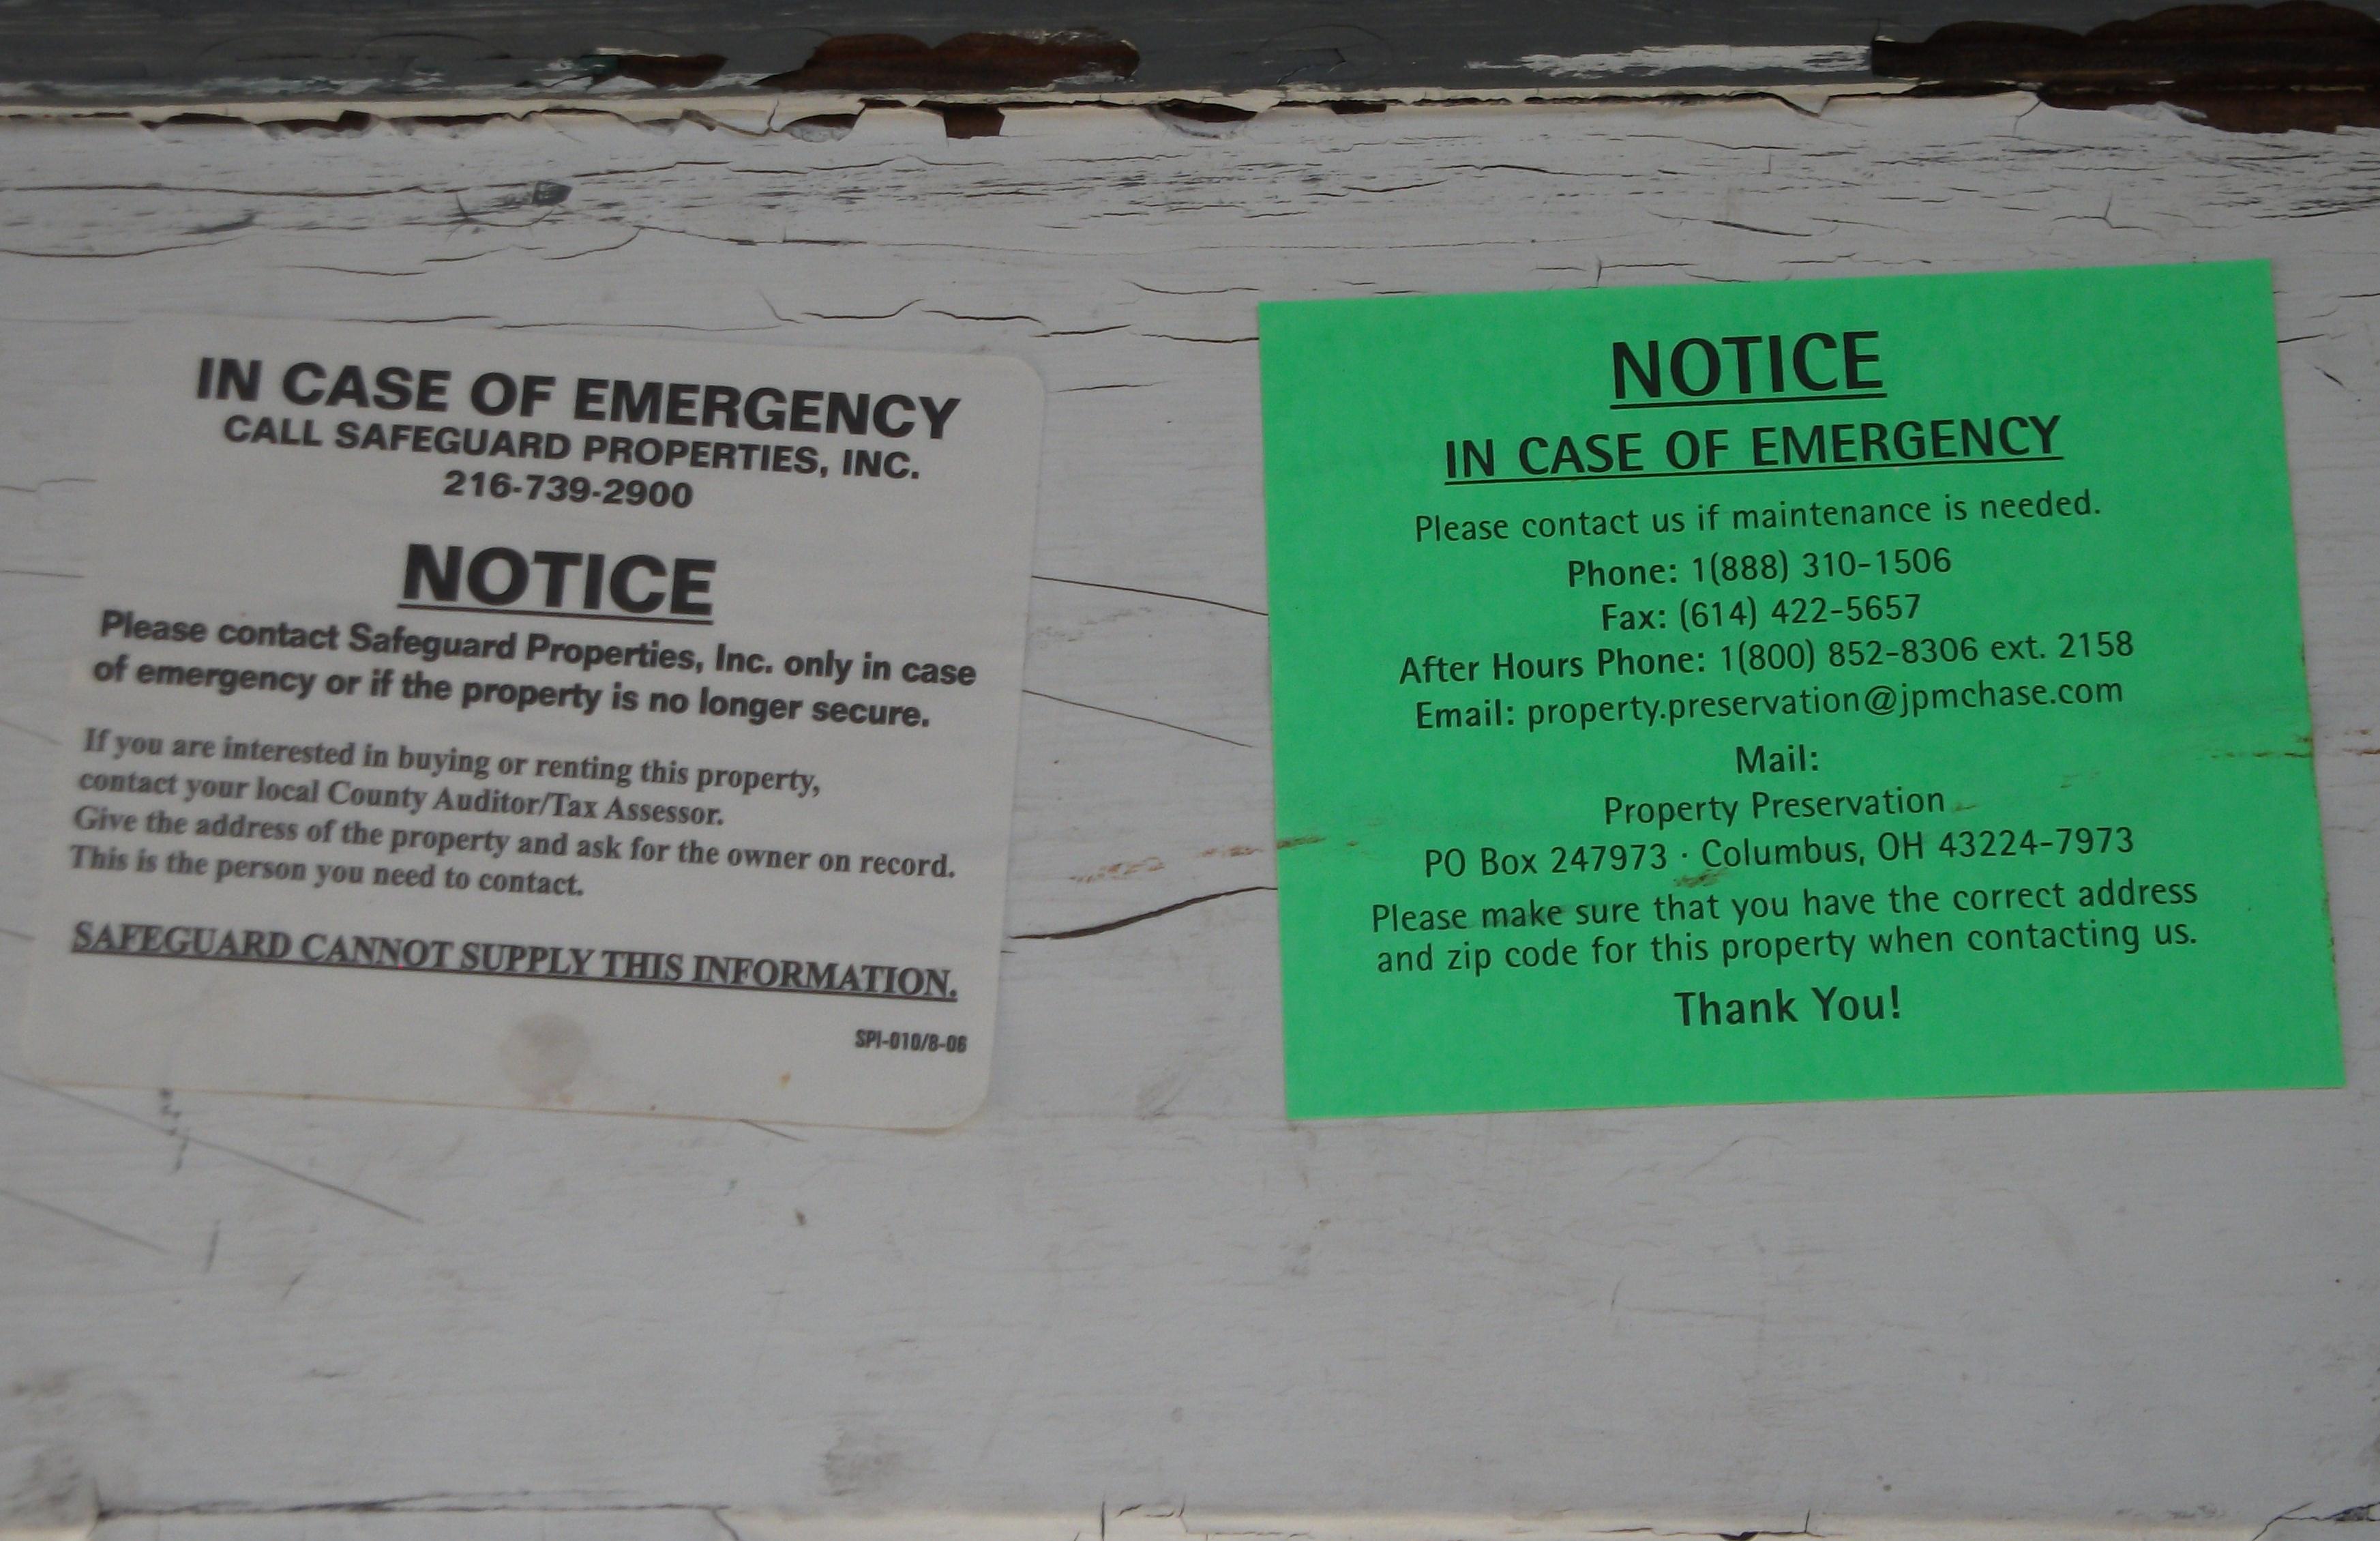 IN CASE OF EMERGENCY
CALL SAFEGUARD PROPERTIES, INC.
216-739-2900
NOTICE
Please contact Safeguard Properties, Inc. only in case
of emergency or if the property is no longer secure.
If you are interested in buying or renting this property,
contact your local County Auditor/Tax Assessor.
Give the address of the property and ask for the owner on record.
This is the person you need to contact.
SAFEGUARD CANNOT SUPPLY THIS INFORMATION.
SPI-010/8-06
NOTICE
IN CASE OF EMERGENCY
Please contact us if maintenance is needed.
Phone: 1(888) 310-1506
Fax: (614) 422-5657
After Hours Phone: 1(800) 852-8306 ext. 2158
Email: property.preservation@jpmchase.com
Mail:
Property Preservation
PO Box 247973 · Columbus, OH 43224-7973
Please make sure that you have the correct address
and zip code for this property when contacting us.
Thank You!